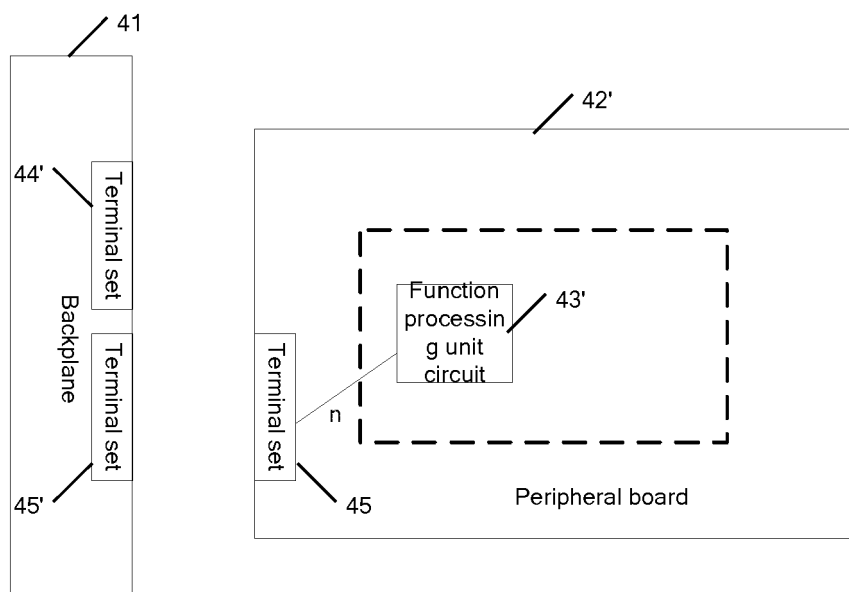 41
42'
44'
Terminal set
Backplane
Terminal set
45'
Function
processin
g unit
circuit
43'
Terminal set
n
45
Peripheral board